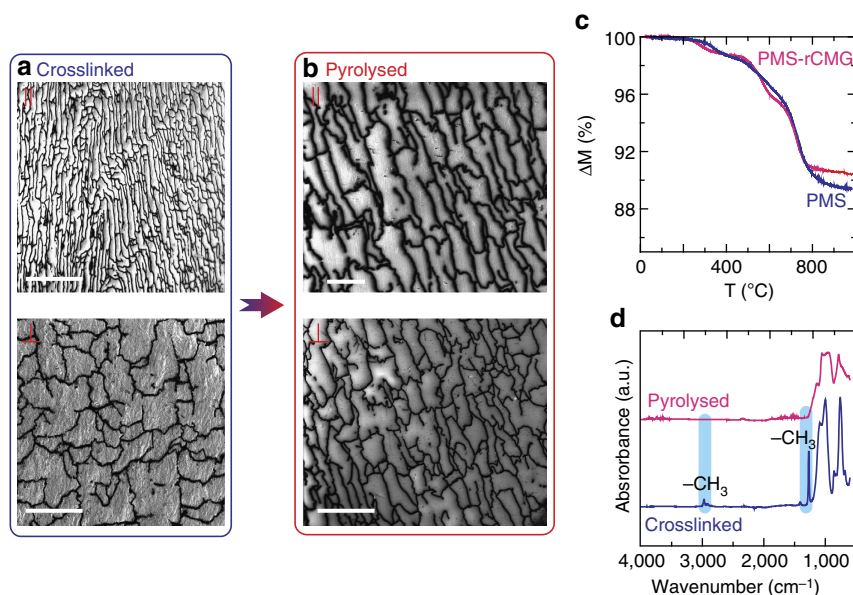 a Crosslinked
||
⊥
b Pyrolysed
||
⊥
c
100
96
92
88
ΔM (%)
PMS-rCMG
PMS
0
400
800
T (°C)
d
Absrorbance (a.u.)
Pyrolysed
–CH3
–CH3
Crosslinked
4,000
3,000
2,000
1,000
Wavenumber (cm⁻¹)